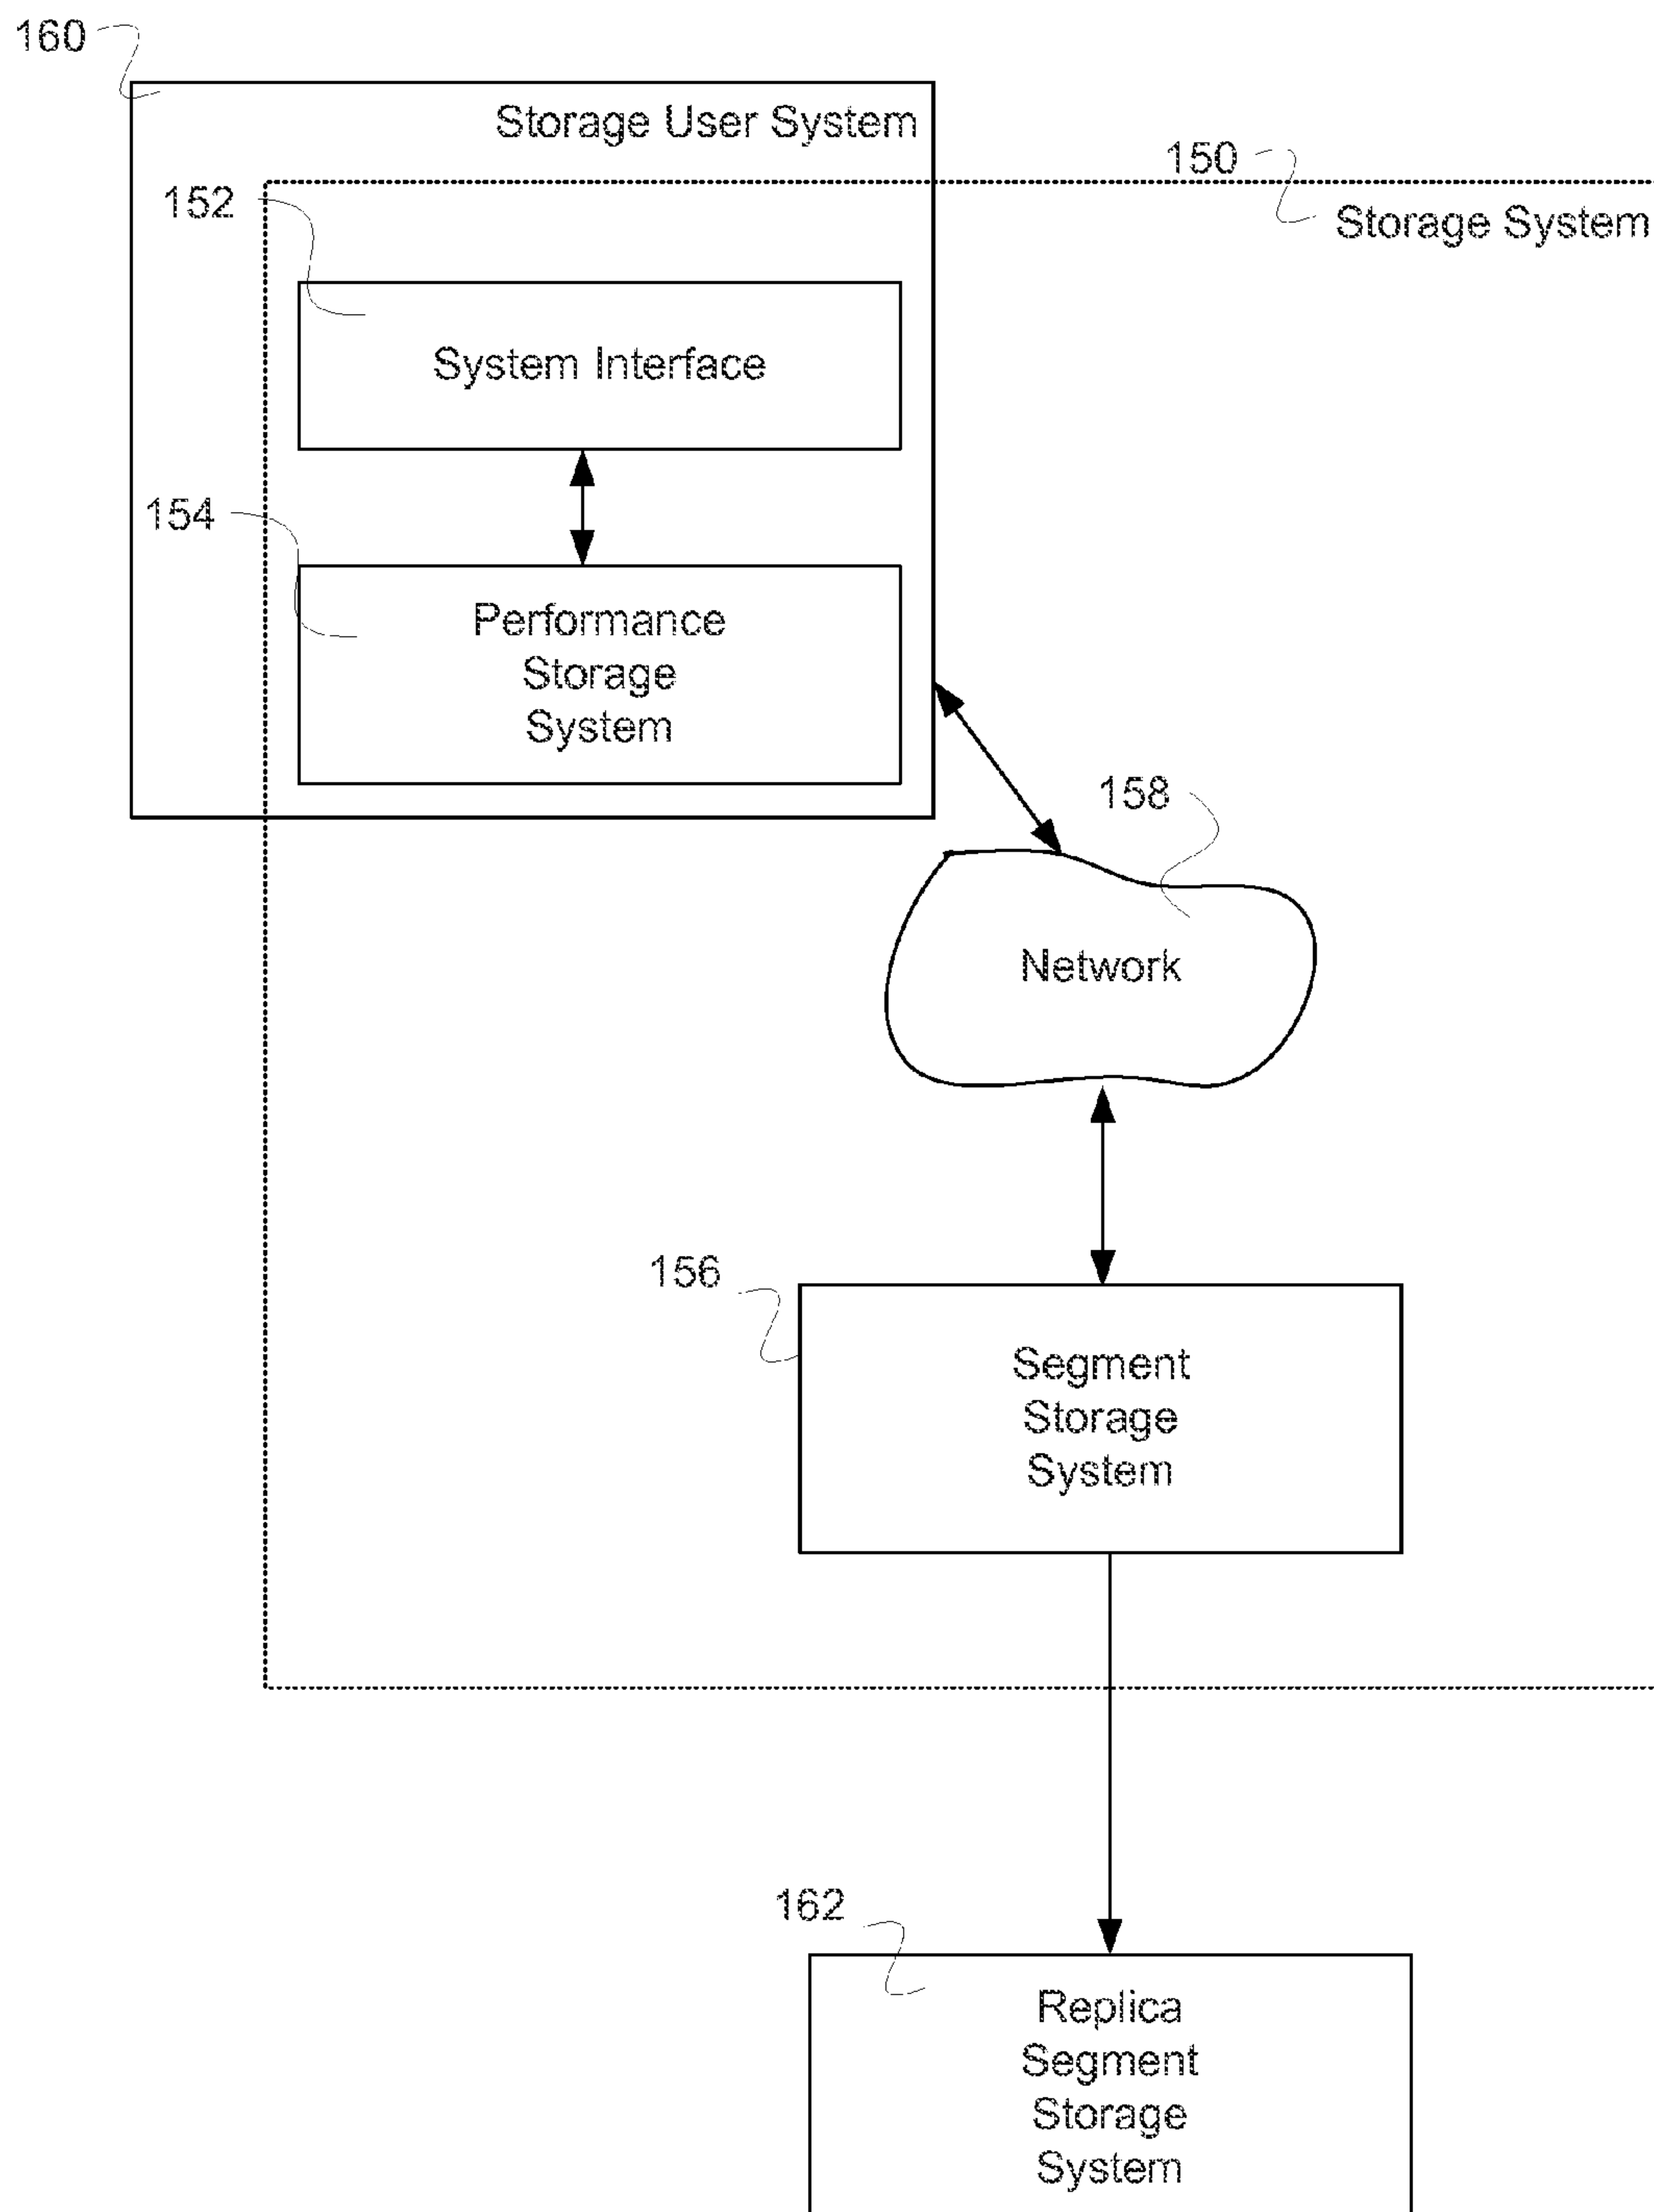 160
Storage User System
150
Storage System
152
System Interface
154
Performance
Storage
System
158
Network
156
Segment
Storage
System
162
Replica
Segment
Storage
System